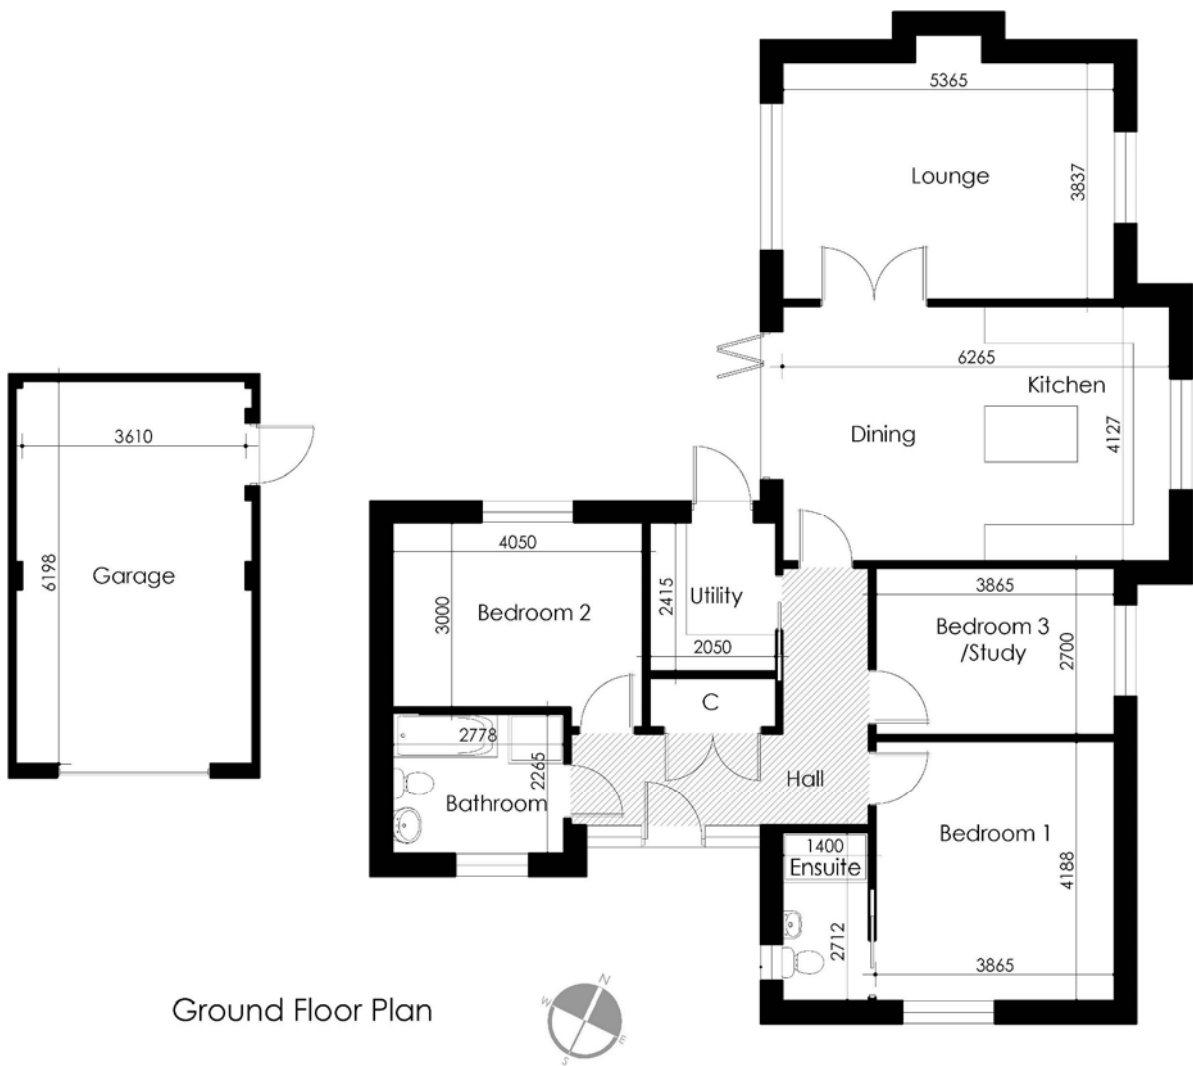 5365
Lounge
3837
6265
Kitchen
Dining
4127
3610
Garage
6198
4050
Bedroom 2
3000
2415
Utility
2050
C
3865
Bedroom 3
/Study
2700
2778
2265
Bathroom
Hall
Bedroom 1
4188
3865
1400
Ensuite
2712
Ground Floor Plan
N
W
E
S